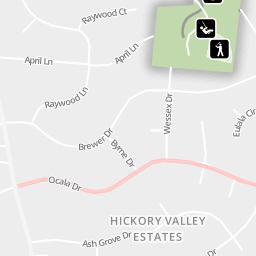 Raywood Ct
April Ln
April Ln
Raywood Ln
Wessex Dr
Eulala Cir
Brewer Dr
Byrne Dr
Ocala Dr
HICKORY VALLEY
ESTATES
Ash Grove Dr